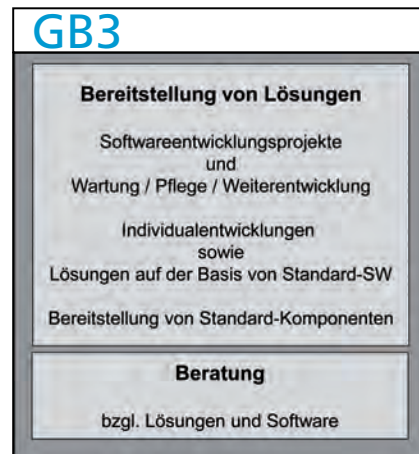 GB3
Bereitstellung von Lösungen
Softwareentwicklungsprojekte
und
Wartung / Pflege / Weiterentwicklung
Individualentwicklungen
sowie
Lösungen auf der Basis von Standard-SW
Bereitstellung von Standard-Komponenten
Beratung
bzgl. Lösungen und Software